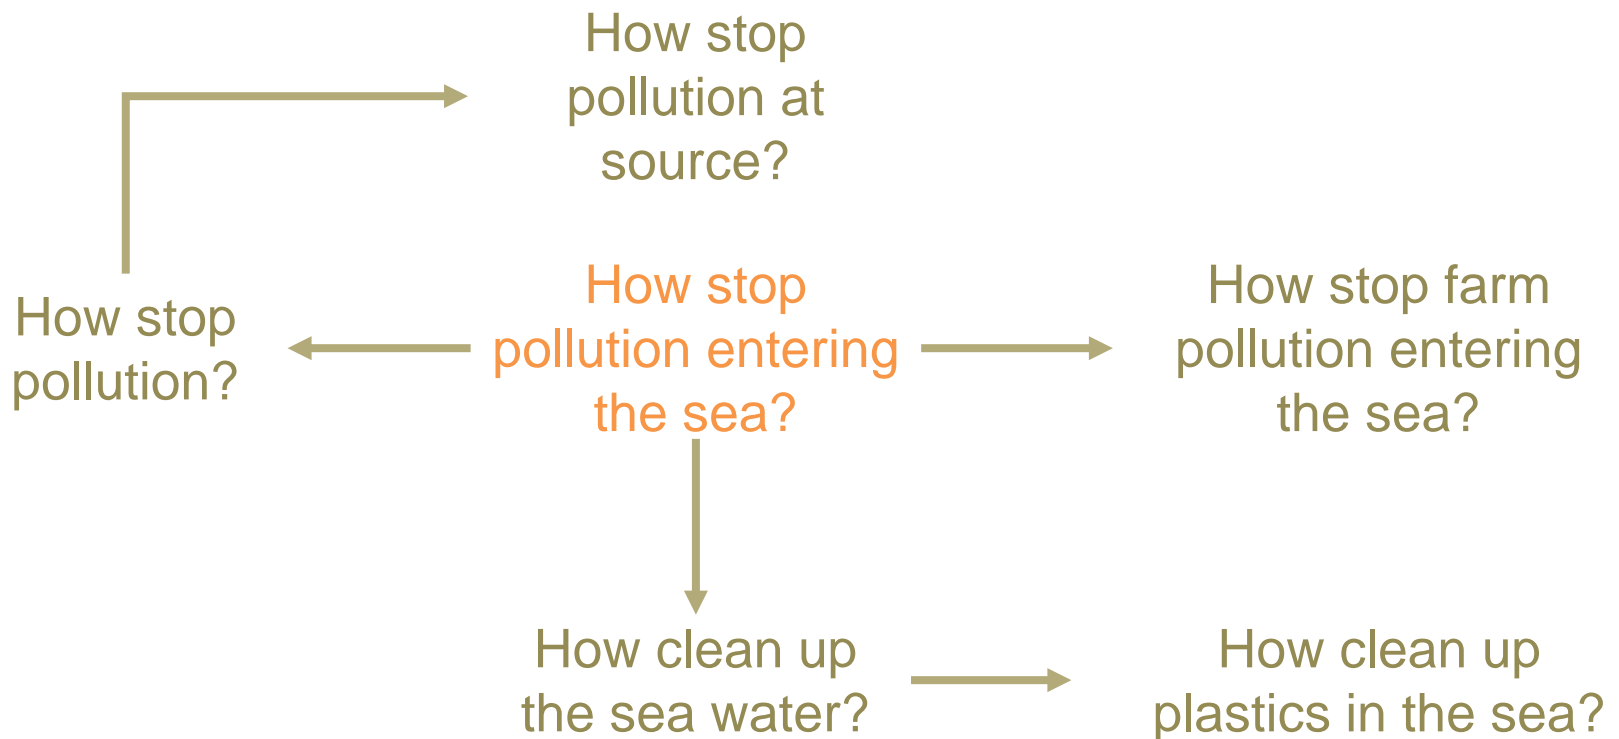 How stop
pollution at
source?
How stop
pollution?
How stop
pollution entering
the sea?
How stop farm
pollution entering
the sea?
How clean up
the sea water?
How clean up
plastics in the sea?